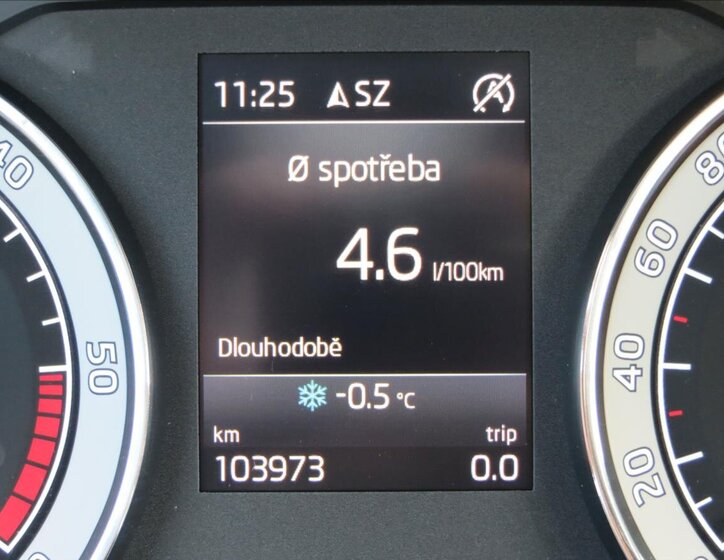 11:25 SZ
Ø spotřeba
4.6 l/100km
Dlouhodobě
-0.5 °C
km trip
103973 0.0
40
50
80
60
40
20